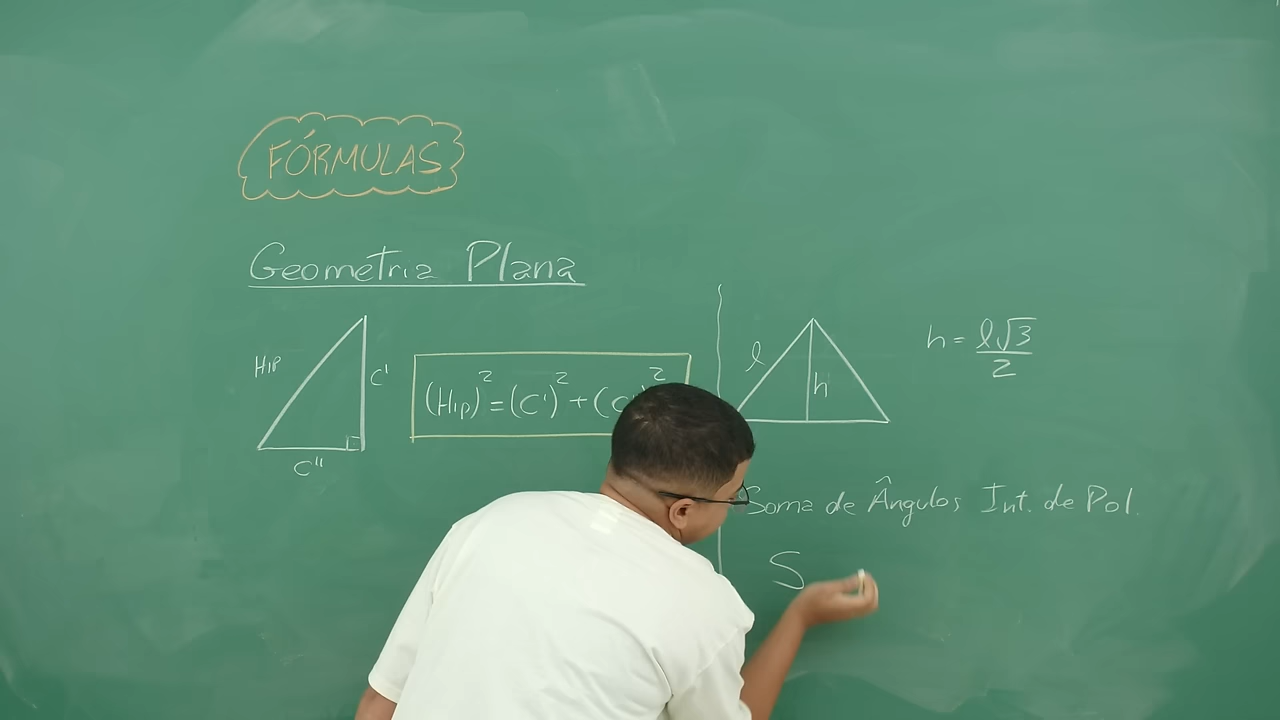 FÓRMULAS
Geometria Plana
Hip
C'
C''
(Hip)² = (C')² + (C
²
l
h
h = l√3/2
Soma de Ângulos Int. de Pol.
S